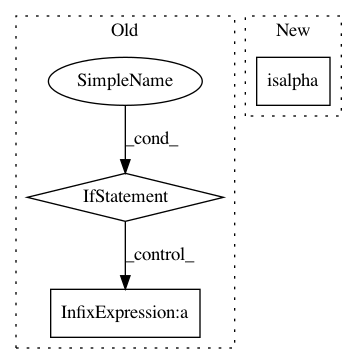 Old
New
SimpleName
isalpha
_cond_
IfStatement
_control_
InfixExpression:a